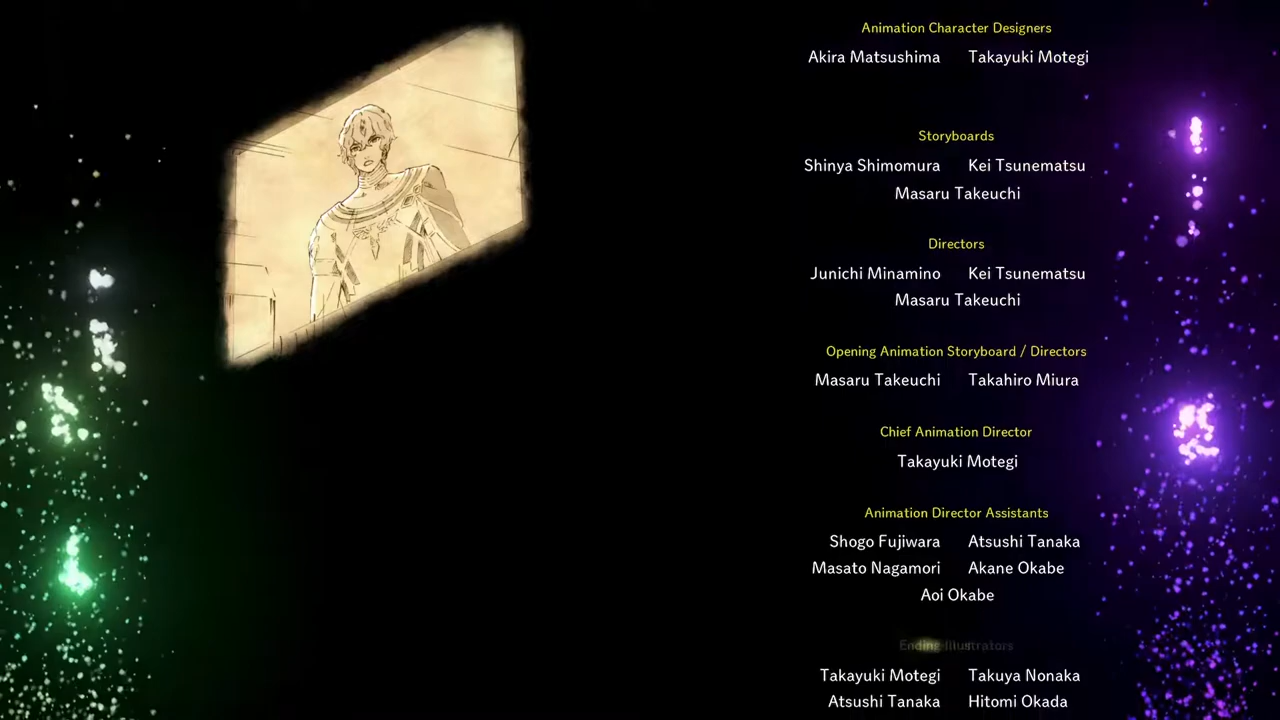 Animation Character Designers
Akira Matsushima Takayuki Motegi
Storyboards
Shinya Shimomura Kei Tsunematsu
Masaru Takeuchi
Directors
Junichi Minamino Kei Tsunematsu
Masaru Takeuchi
Opening Animation Storyboard / Directors
Masaru Takeuchi Takahiro Miura
Chief Animation Director
Takayuki Motegi
Animation Director Assistants
Shogo Fujiwara Atsushi Tanaka
Masato Nagamori Akane Okabe
Aoi Okabe
Ending Illustrators
Takayuki Motegi Takuya Nonaka
Atsushi Tanaka Hitomi Okada